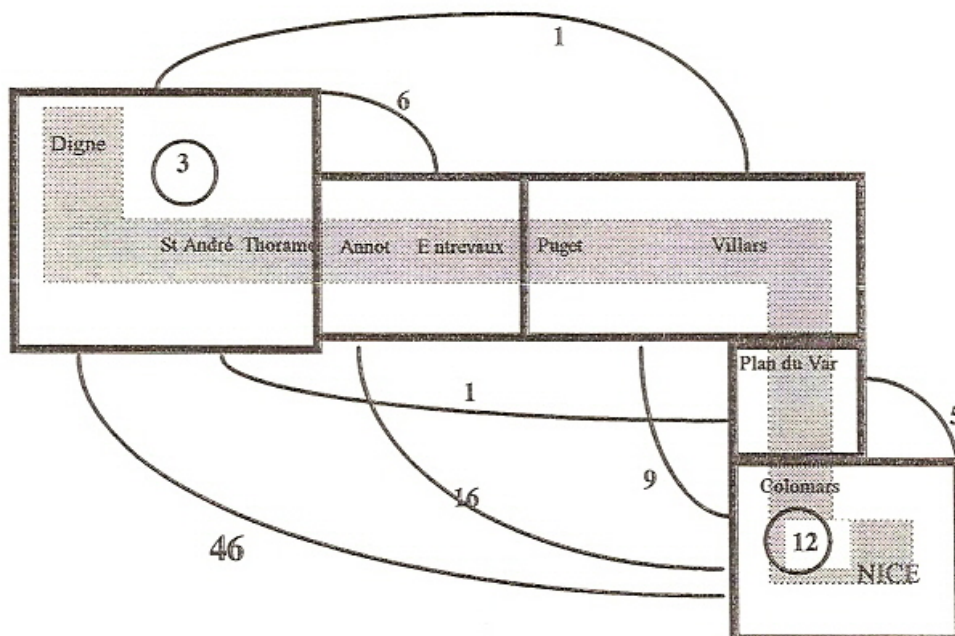 1
6
Digne
3
St André Thorame Annot Entrevaux Puget Villars
Plan du Var
1
5
9
Colomars
16
12
46
NICE